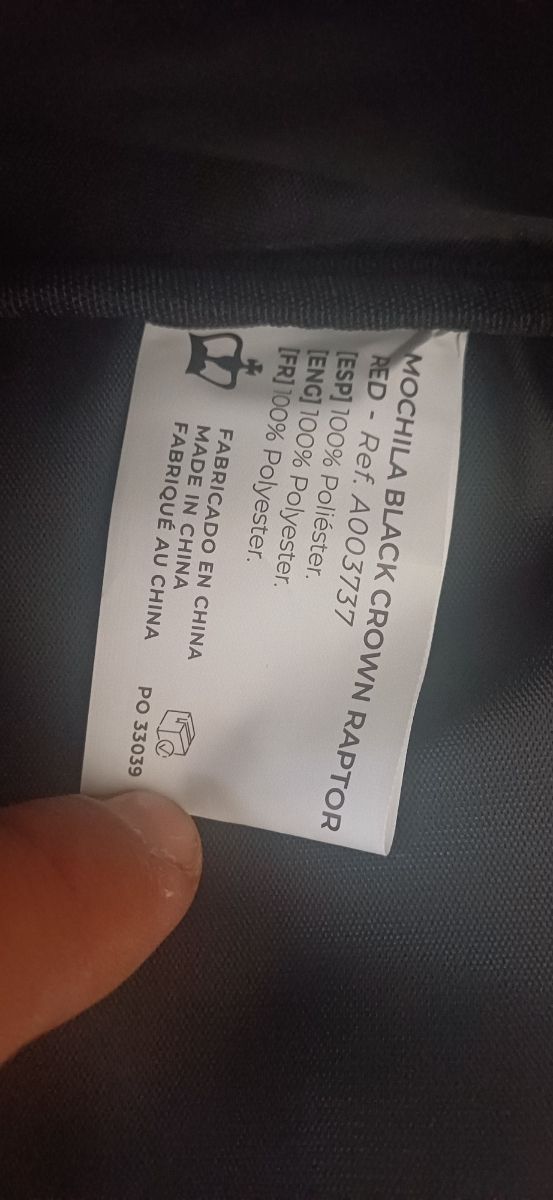 MOCHILA BLACK CROWN RAPTOR
RED - Ref. A003737
[ESP] 100% Poliéster.
[ENG] 100% Polyester.
[FR] 100% Polyester.
FABRICADO EN CHINA
MADE IN CHINA
FABRIQUÉ AU CHINA
PO 33039